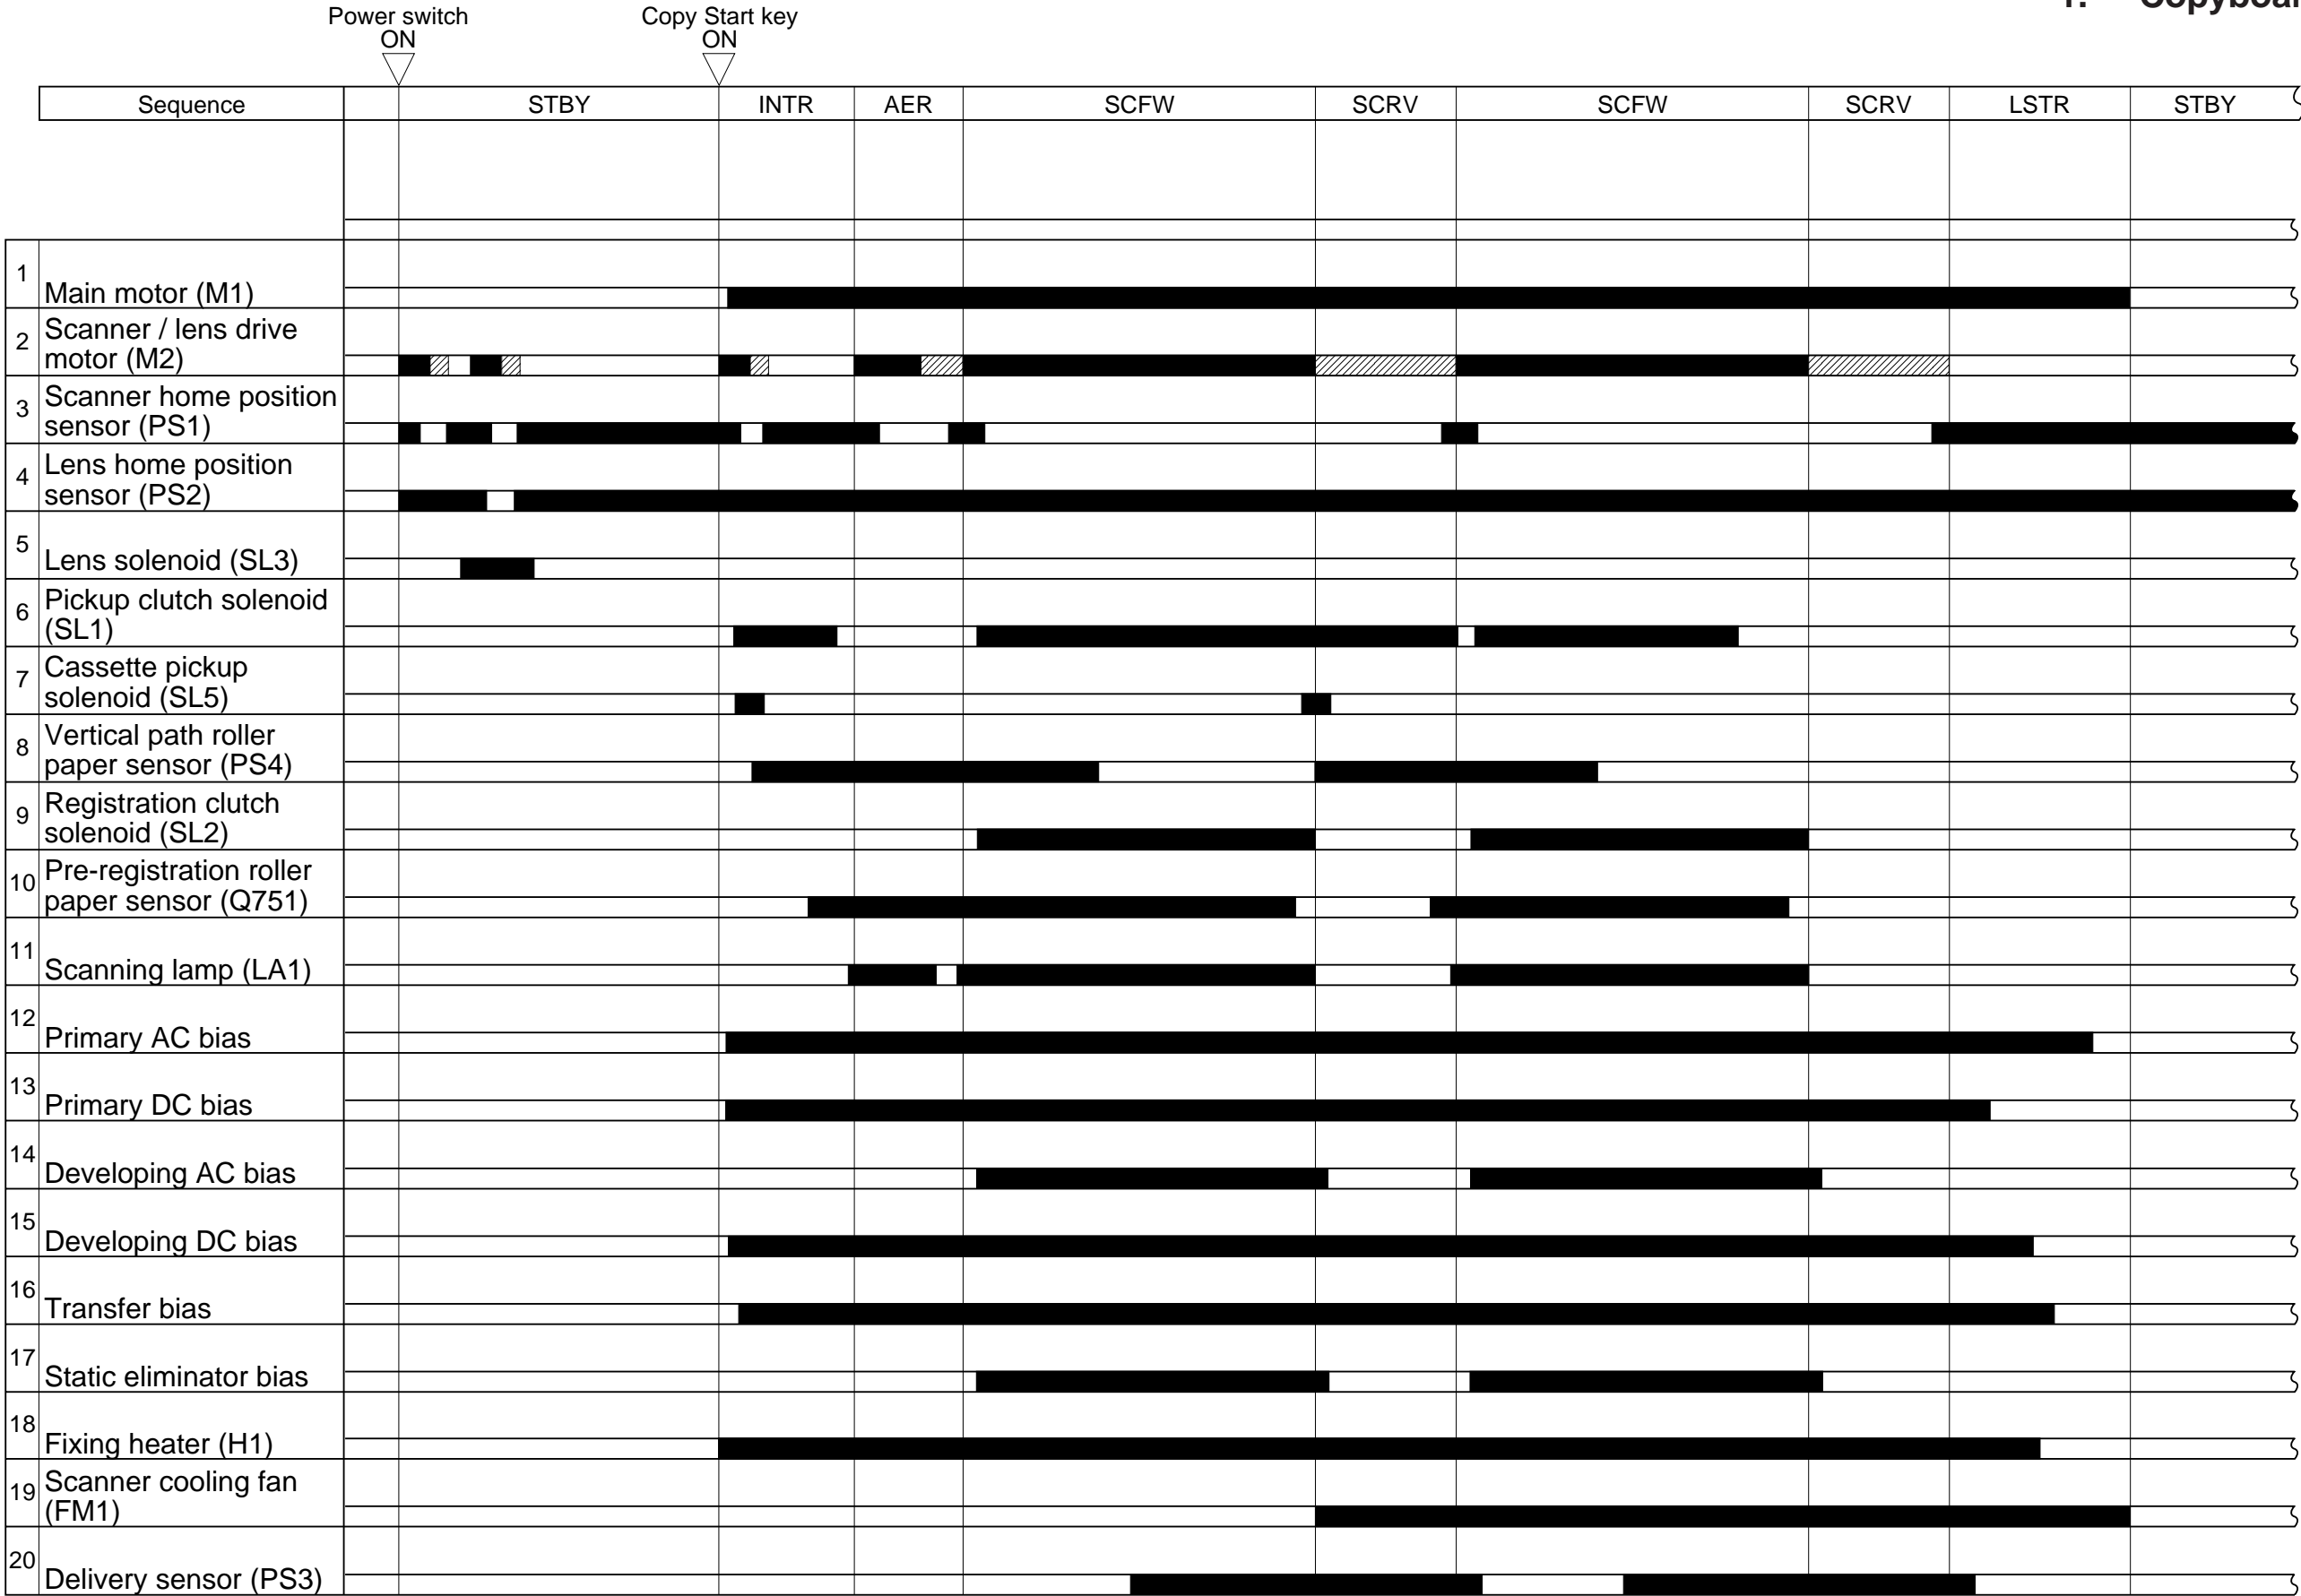 Power switch
ON
Copy Start key
ON
1.
Sequence STBY INTR AER SCFW SCRV SCFW SCRV LSTR STBY
1 Main motor (M1)
2 Scanner / lens drive
motor (M2)
3 Scanner home position
sensor (PS1)
4 Lens home position
sensor (PS2)
5 Lens solenoid (SL3)
6 Pickup clutch solenoid
(SL1)
7 Cassette pickup
solenoid (SL5)
8 Vertical path roller
paper sensor (PS4)
9 Registration clutch
solenoid (SL2)
10 Pre-registration roller
paper sensor (Q751)
11 Scanning lamp (LA1)
12 Primary AC bias
13 Primary DC bias
14 Developing AC bias
15 Developing DC bias
16 Transfer bias
17 Static eliminator bias
18 Fixing heater (H1)
19 Scanner cooling fan
(FM1)
20 Delivery sensor (PS3)